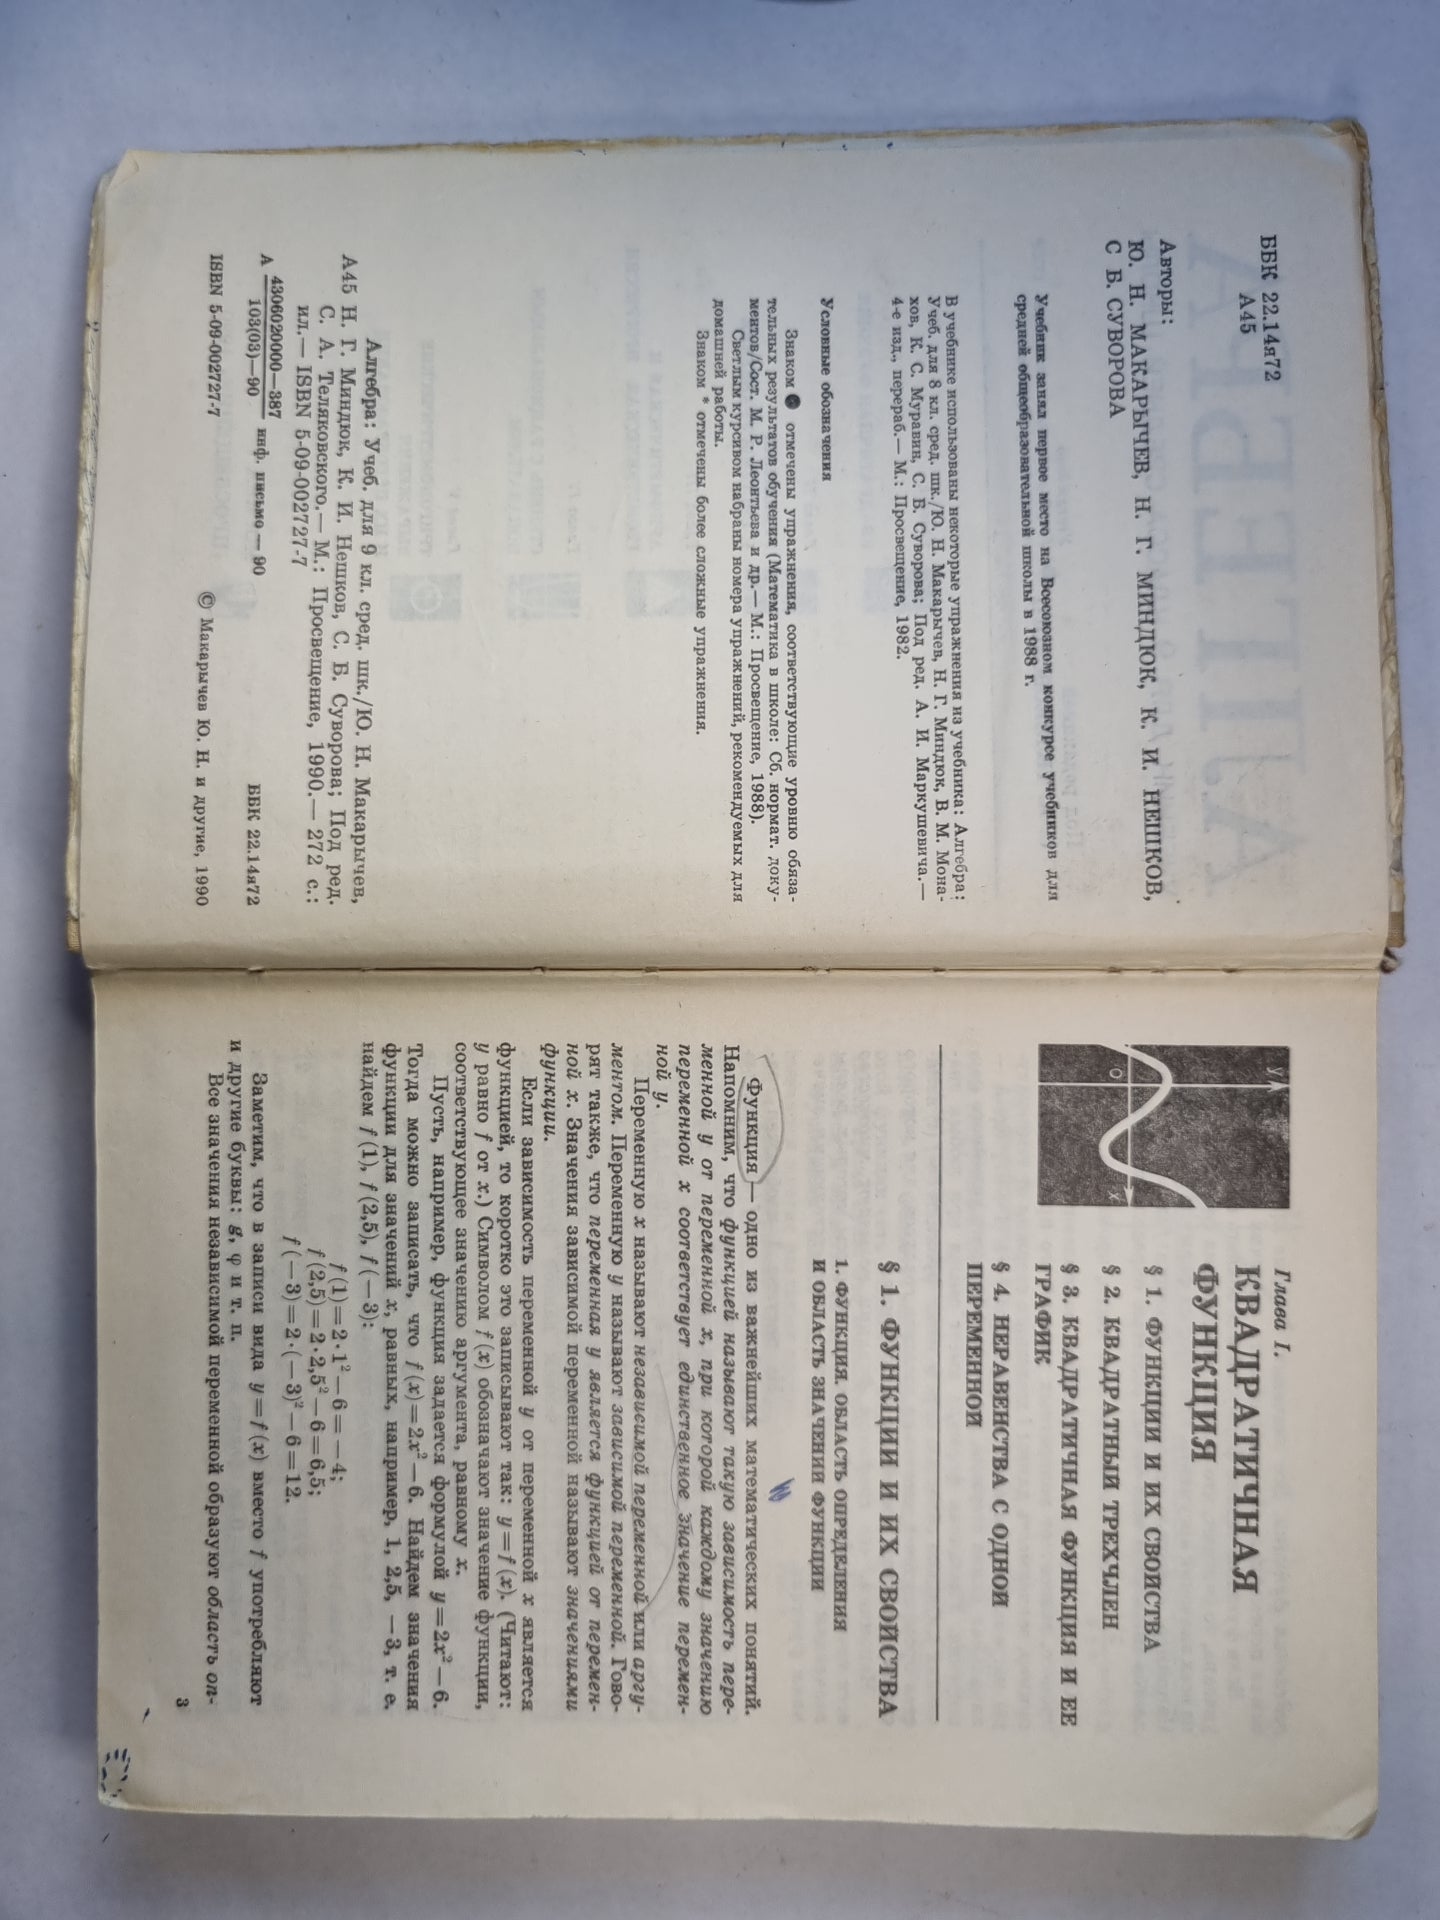 ББК 22.14я72
А45
Авторы:
Ю. Н. МАКАРЫЧЕВ, Н. Г. МИНДЮК, К. И. НЕШКОВ,
С Б. СУВОРОВА
Учебник занял первое место на Всесоюзном конкурсе учебников для
средней общеобразовательной школы в 1988 г.
В учебнике использованы некоторые упражнения из учебника: Алгебра:
Учеб. для 8 кл. сред. шк./Ю. Н. Макарычев, Н. Г. Миндюк, В. М. Мона-
хов, К. С. Муравин, С. Б. Суворова; Под ред. А. И. Маркушевича.—
4-е изд., перераб.— М.: Просвещение, 1982.
Условные обозначения
Знаком ● отмечены упражнения, соответствующие уровню обяза-
тельных результатов обучения (Математика в школе: Сб. нормат. доку-
ментов/Сост. М. Р. Леонтьева и др.— М.: Просвещение, 1988).
Светлым курсивом набраны номера упражнений, рекомендуемых для
домашней работы.
Знаком * отмечены более сложные упражнения.
Алгебра: Учеб. для 9 кл. сред. шк./Ю. Н. Макарычев,
А45 Н. Г. Миндюк, К. И. Нешков, С. Б. Суворова; Под ред.
С. А. Теляковского.— М.: Просвещение, 1990.— 272 с.:
ил.— ISBN 5-09-002727-7
4306020000—387
А инф. письмо — 90
103(03)—90
ББК 22.14я72
ISBN 5-09-002727-7
© Макарычев Ю. Н. и другие, 1990
y
O
x
Глава I.
КВАДРАТИЧНАЯ
ФУНКЦИЯ
§ 1. ФУНКЦИИ И ИХ СВОЙСТВА
§ 2. КВАДРАТНЫЙ ТРЕХЧЛЕН
§ 3. КВАДРАТИЧНАЯ ФУНКЦИЯ И ЕЕ
ГРАФИК
§ 4. НЕРАВЕНСТВА С ОДНОЙ
ПЕРЕМЕННОЙ
§ 1. ФУНКЦИИ И ИХ СВОЙСТВА
1. ФУНКЦИЯ. ОБЛАСТЬ ОПРЕДЕЛЕНИЯ
И ОБЛАСТЬ ЗНАЧЕНИЙ ФУНКЦИИ
Функция — одно из важнейших математических понятий.
Напомним, что функцией называют такую зависимость пере-
менной y от переменной x, при которой каждому значению
переменной x соответствует единственное значение перемен-
ной y.
Переменную x называют независимой переменной или аргу-
ментом. Переменную y называют зависимой переменной. Гово-
рят также, что переменная y является функцией от перемен-
ной x. Значения зависимой переменной называют значениями
функции.
Если зависимость переменной y от переменной x является
функцией, то коротко это записывают так: y=f (x). (Читают:
y равно f от x.) Символом f (x) обозначают значение функции,
соответствующее значению аргумента, равному x.
Пусть, например, функция задается формулой y=2x²—6.
Тогда можно записать, что f (x)=2x²—6. Найдем значения
функции для значений x, равных, например, 1, 2,5, —3, т. е.
найдем f (1), f (2,5), f (—3):
f (1)=2·1²—6=—4;
f (2,5)=2·2,5²—6=6,5;
f (—3)=2·(—3)²—6=12.
Заметим, что в записи вида y=f (x) вместо f употребляют
и другие буквы: g, φ и т. п.
Все значения независимой переменной образуют область оп-
3